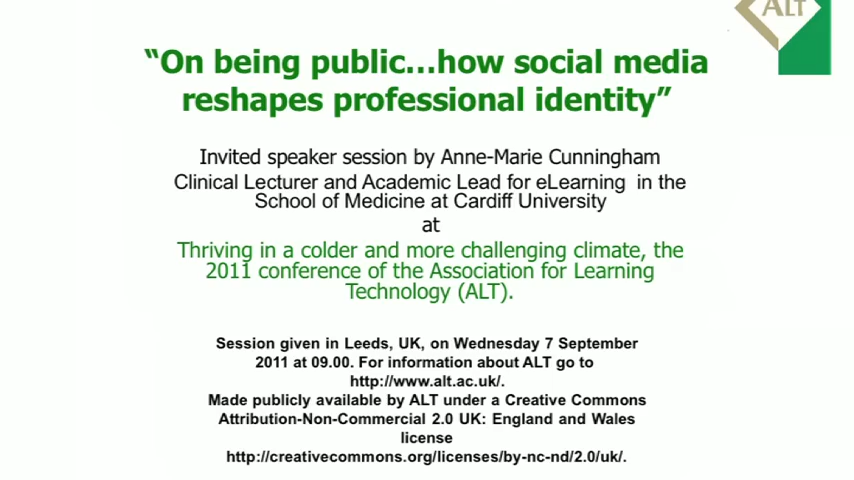 ALT
“On being public...how social media
reshapes professional identity”
Invited speaker session by Anne-Marie Cunningham
Clinical Lecturer and Academic Lead for eLearning in the
School of Medicine at Cardiff University
at
Thriving in a colder and more challenging climate, the
2011 conference of the Association for Learning
Technology (ALT).
Session given in Leeds, UK, on Wednesday 7 September
2011 at 09.00. For information about ALT go to
http://www.alt.ac.uk/.
Made publicly available by ALT under a Creative Commons
Attribution-Non-Commercial 2.0 UK: England and Wales
license
http://creativecommons.org/licenses/by-nc-nd/2.0/uk/.